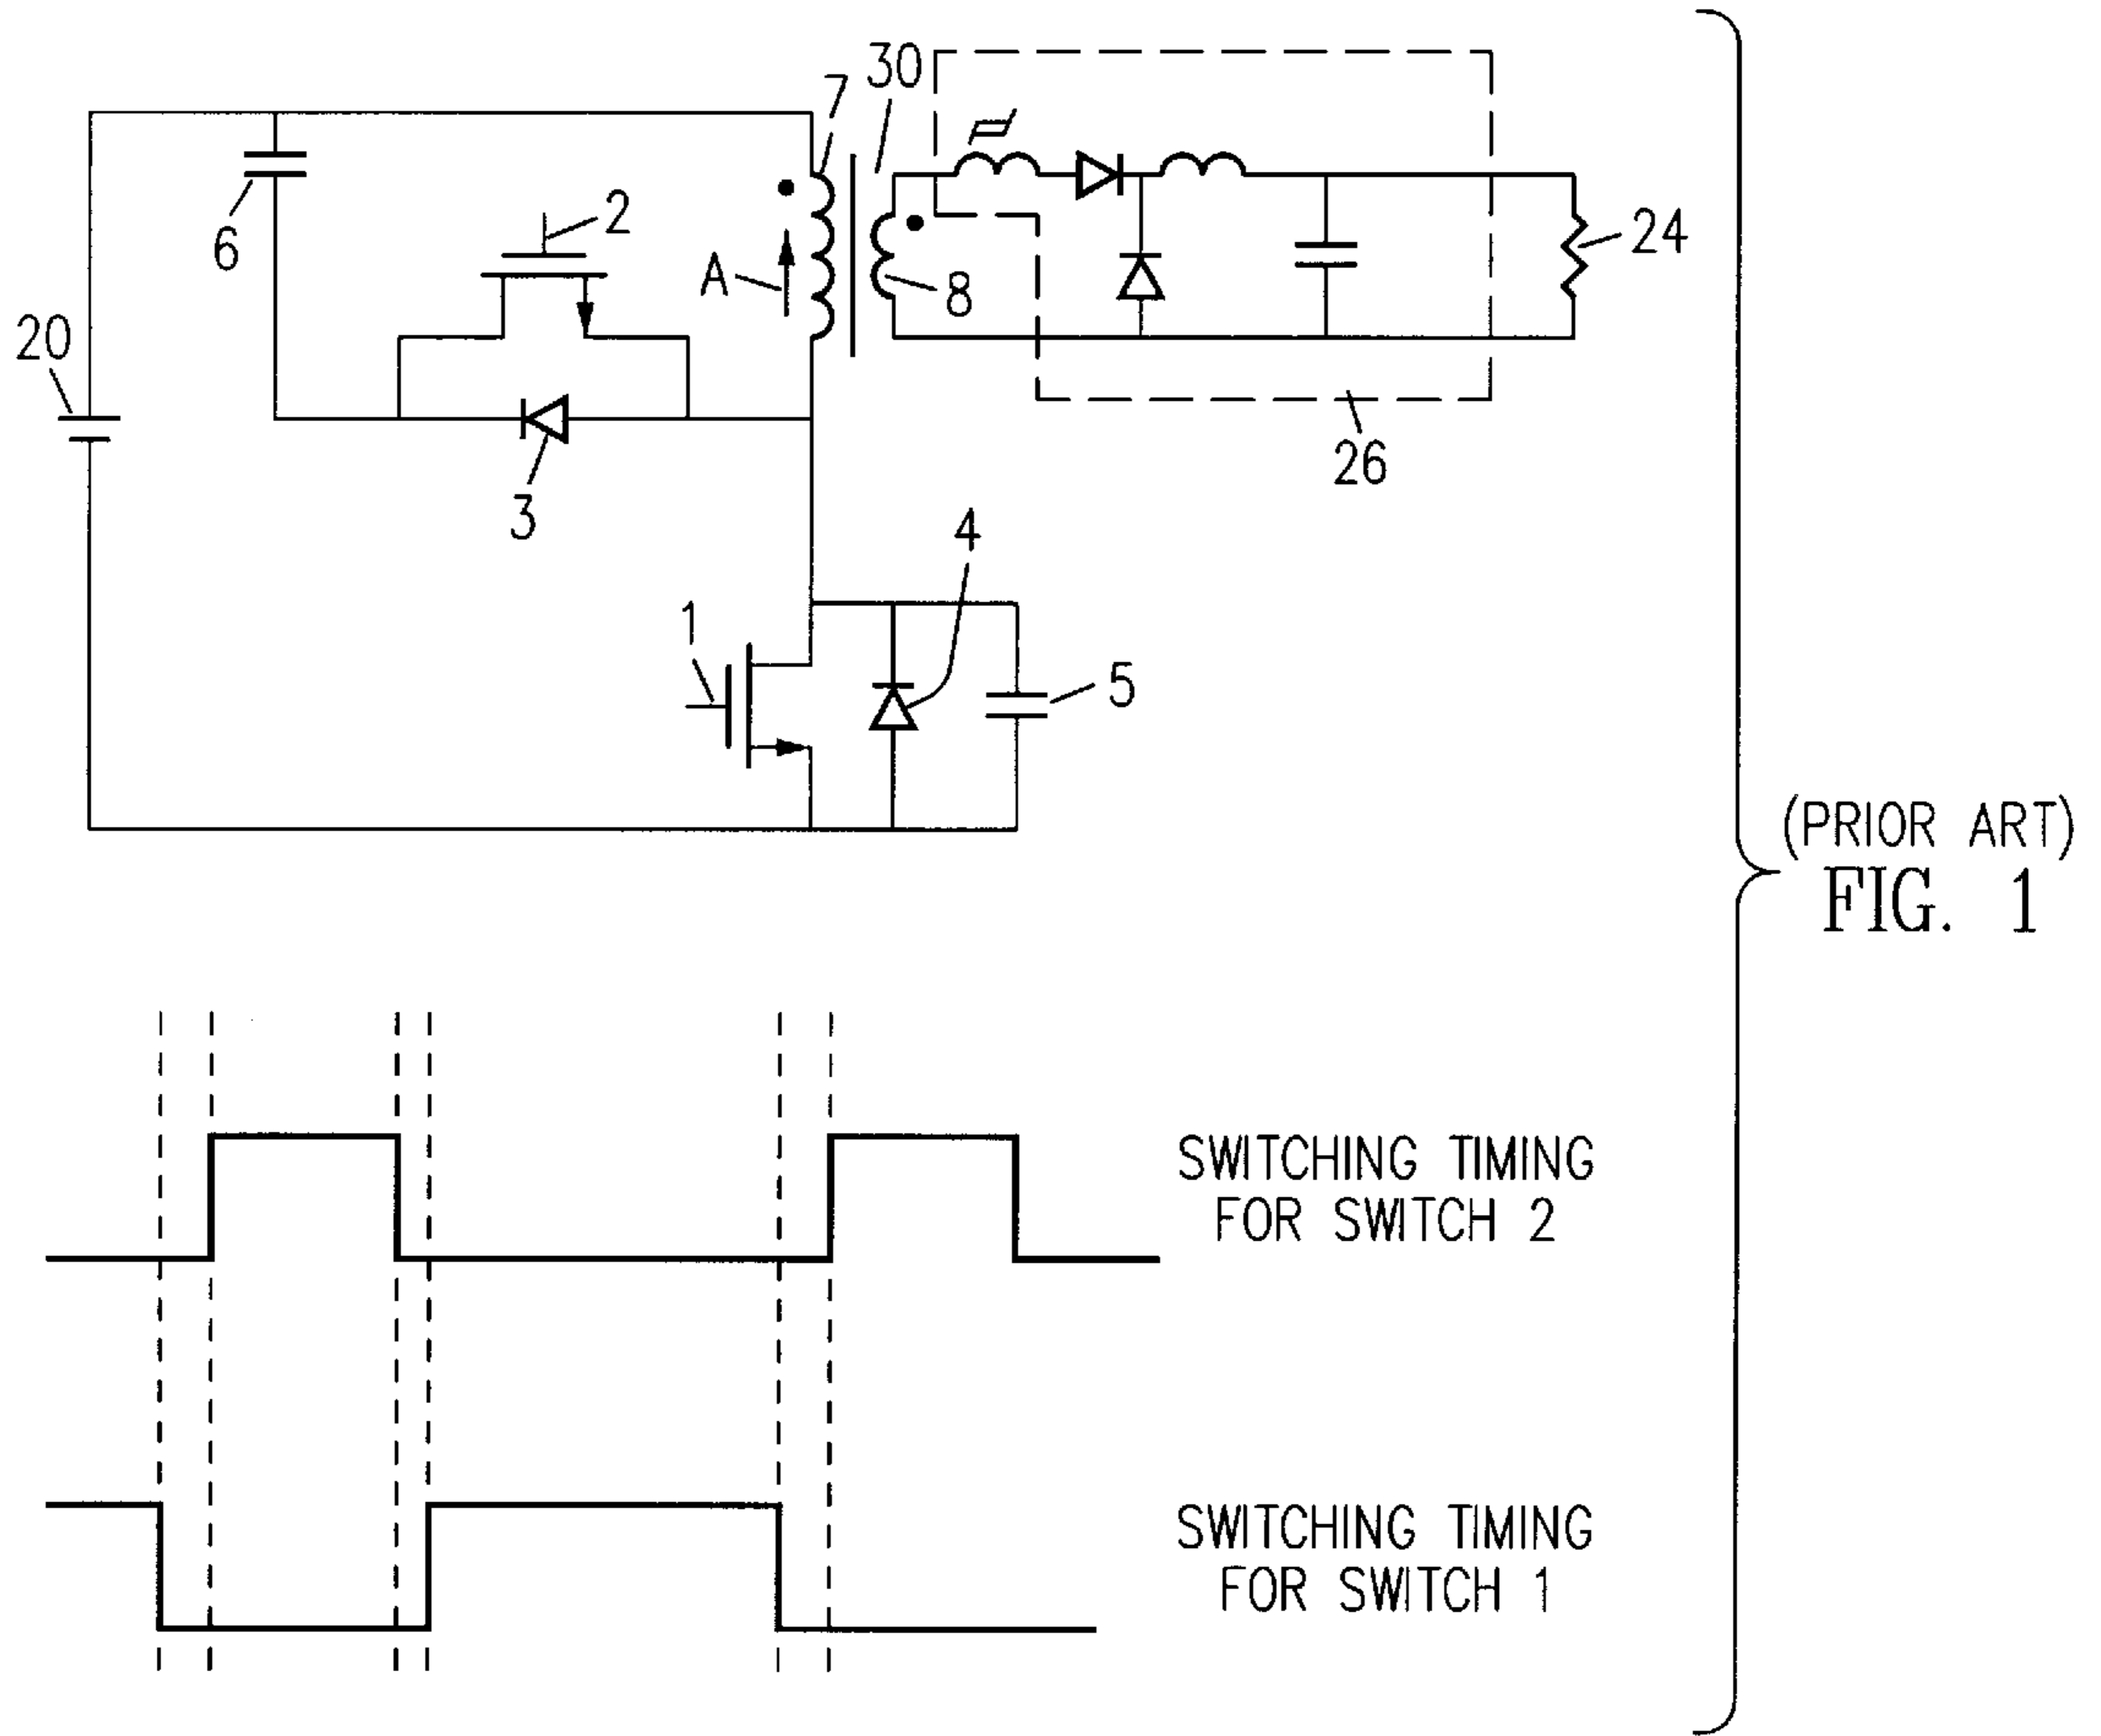 30
7
2
24
6
A
8
20
26
3
4
1
5
(PRIOR ART)
FIG. 1
SWITCHING TIMING
FOR SWITCH 2
SWITCHING TIMING
FOR SWITCH 1